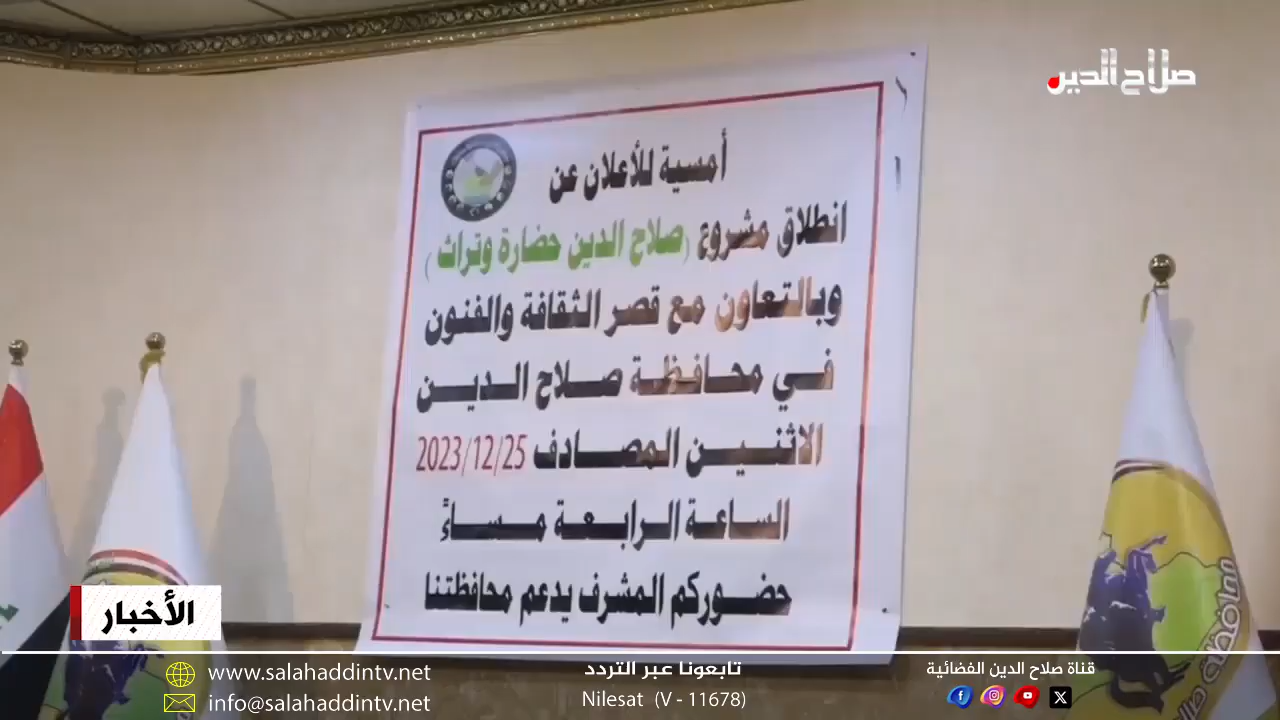 صلاح الدين
أمسية للأعلان عن
انطلاق مشروع (صلاح الدين حضارة وتراث)
وبالتعاون مع قصر الثقافة والفنون
في محافظة صلاح الدين
الاثنين المصادف 2023/12/25
الساعة الرابعة مساءً
حضوركم المشرف يدعم محافظتنا
محافظة صلا
الأخبار
قناة صلاح الدين الفضائية
تابعونا عبر التردد
Nilesat (V - 11678)
www.salahaddintv.net
info@salahaddintv.net